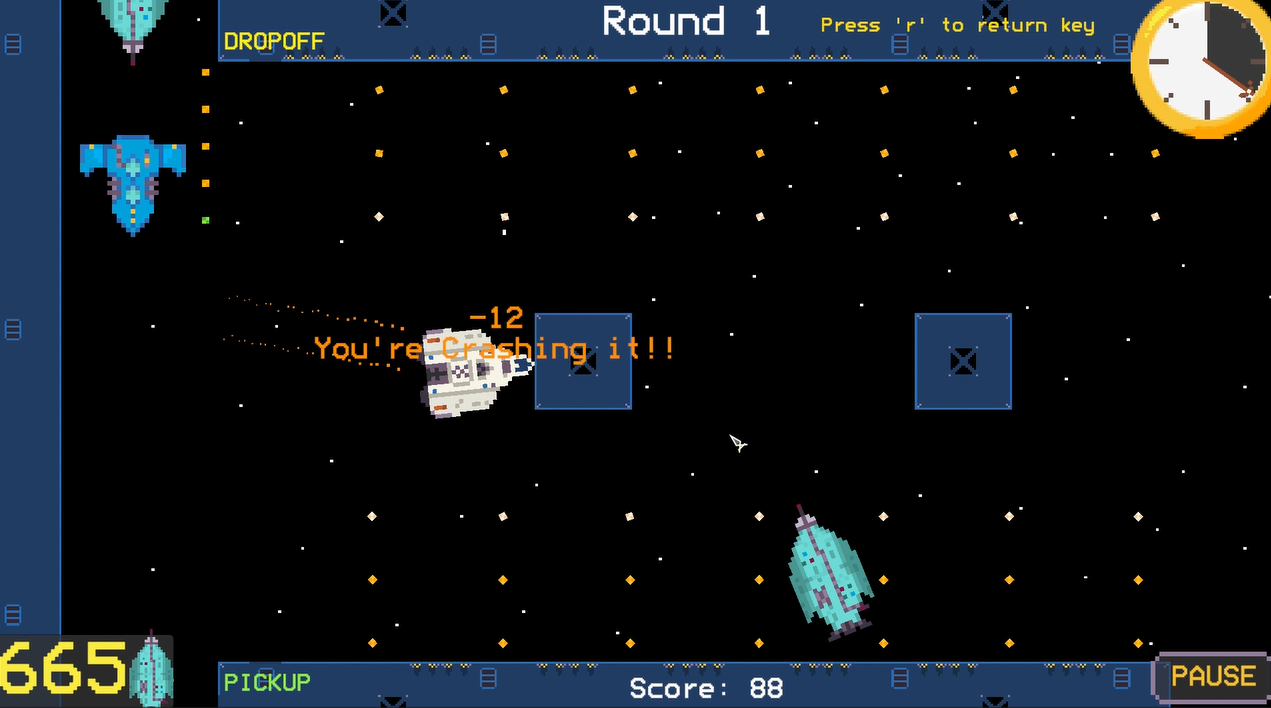 Round 1
Press 'r' to return key
DROPOFF
-12
You're Crashing it!!
665
PICKUP
Score: 88
PAUSE